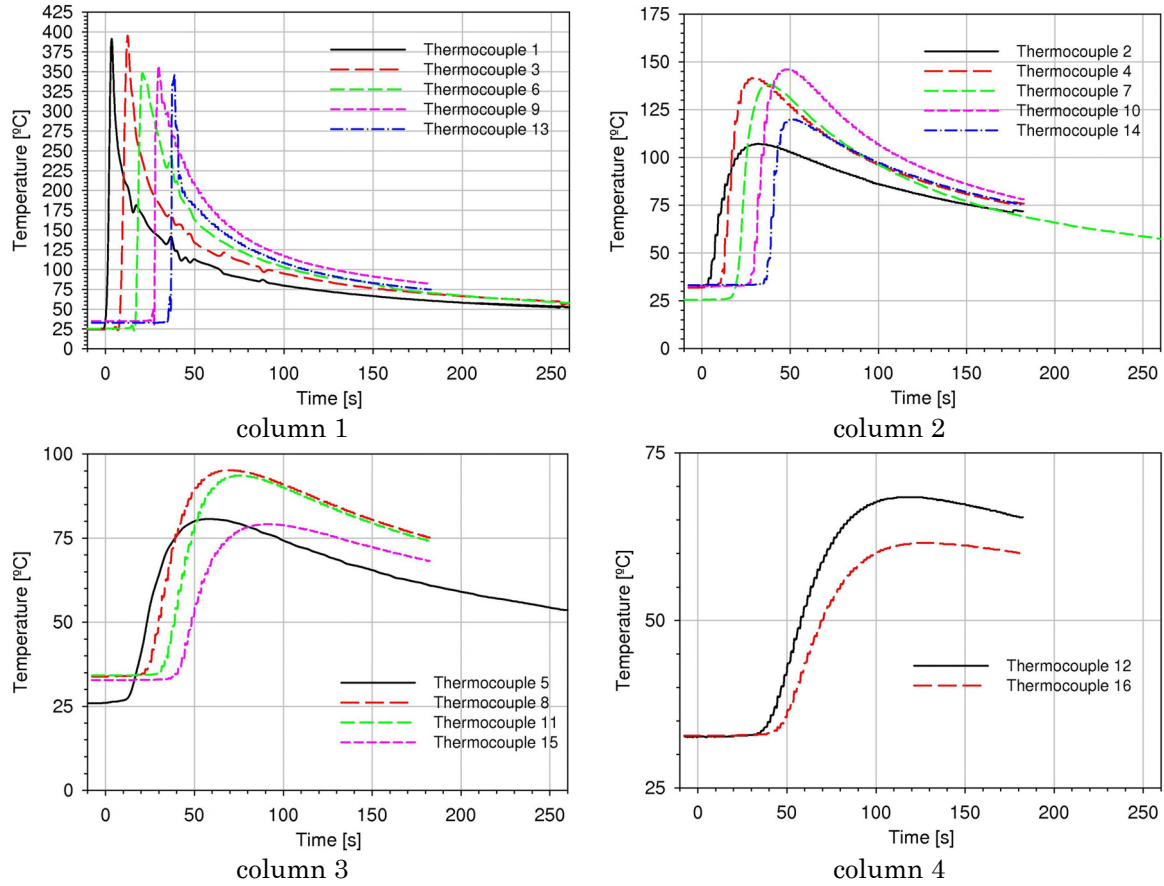 Temperature [ºC]
425
400
375
350
325
300
275
250
225
200
175
150
125
100
75
50
25
0
Thermocouple 1
Thermocouple 3
Thermocouple 6
Thermocouple 9
Thermocouple 13
0 50 100 150 200 250
Time [s]
column 1
Temperature [ºC]
175
150
125
100
75
50
25
0
Thermocouple 2
Thermocouple 4
Thermocouple 7
Thermocouple 10
Thermocouple 14
0 50 100 150 200 250
Time [s]
column 2
Temperature [ºC]
100
75
50
25
0
Thermocouple 5
Thermocouple 8
Thermocouple 11
Thermocouple 15
0 50 100 150 200 250
Time [s]
column 3
Temperature [ºC]
75
50
25
Thermocouple 12
Thermocouple 16
0 50 100 150 200 250
Time [s]
column 4